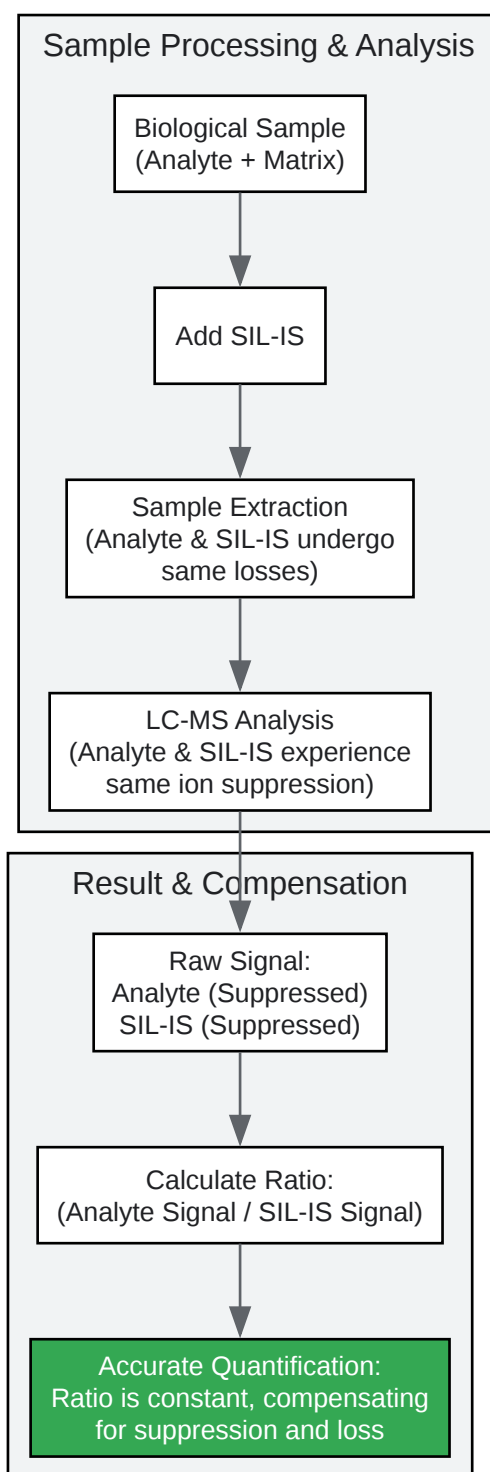 Sample Processing & Analysis
Biological Sample
(Analyte + Matrix)
Add SIL-IS
Sample Extraction
(Analyte & SIL-IS undergo
same losses)
LC-MS Analysis
(Analyte & SIL-IS experience
same ion suppression)
Result & Compensation
Raw Signal:
Analyte (Suppressed)
SIL-IS (Suppressed)
Calculate Ratio:
(Analyte Signal / SIL-IS Signal)
Accurate Quantification:
Ratio is constant, compensating
for suppression and loss